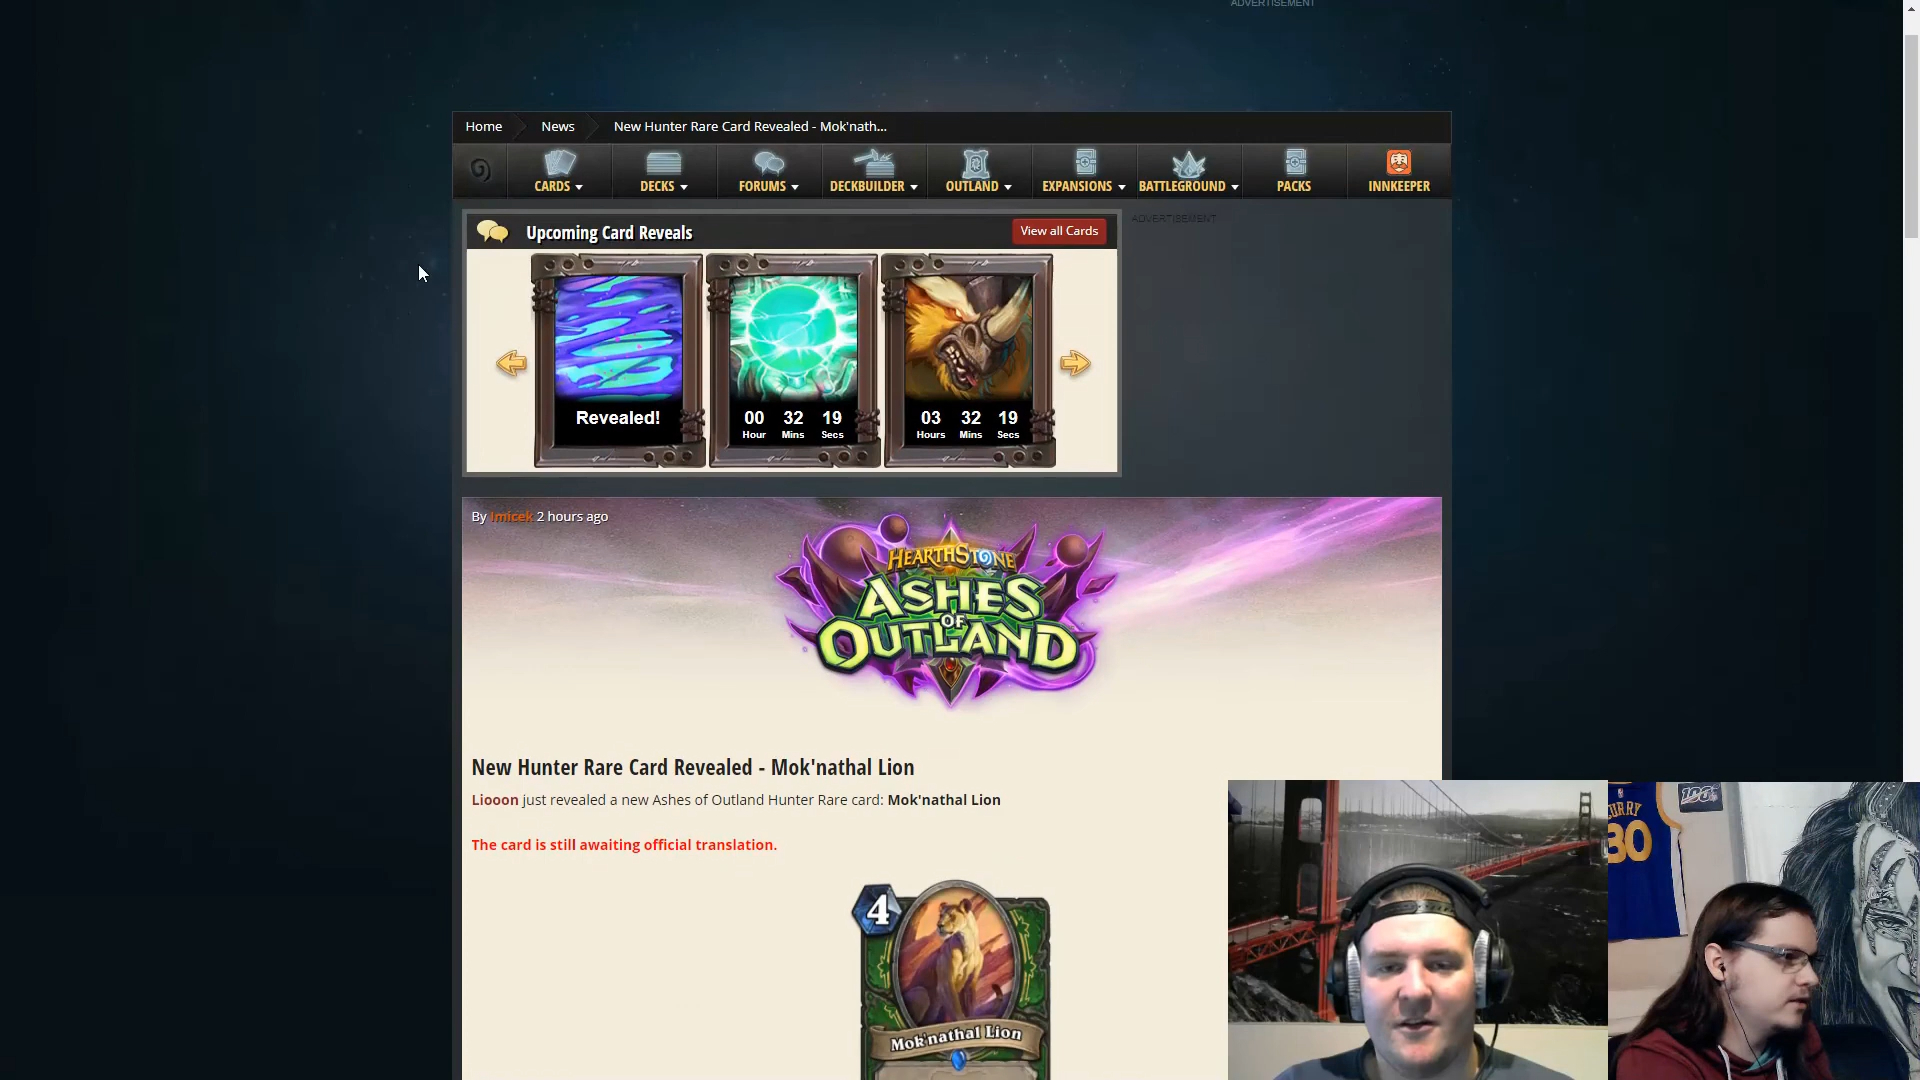 ADVERTISEMENT
Home News New Hunter Rare Card Revealed - Mok'nath...
CARDS DECKS FORUMS DECKBUILDER OUTLAND EXPANSIONS BATTLEGROUND PACKS INNKEEPER
Upcoming Card Reveals
View all Cards
ADVERTISEMENT
Revealed!
00 32 19
Hour Mins Secs
03 32 19
Hours Mins Secs
By Imicek 2 hours ago
HEARTHSTONE
ASHES
OF
OUTLAND
New Hunter Rare Card Revealed - Mok'nathal Lion
Liooon just revealed a new Ashes of Outland Hunter Rare card: Mok'nathal Lion
The card is still awaiting official translation.
4
Mok'nathal Lion
CURRY
30
100